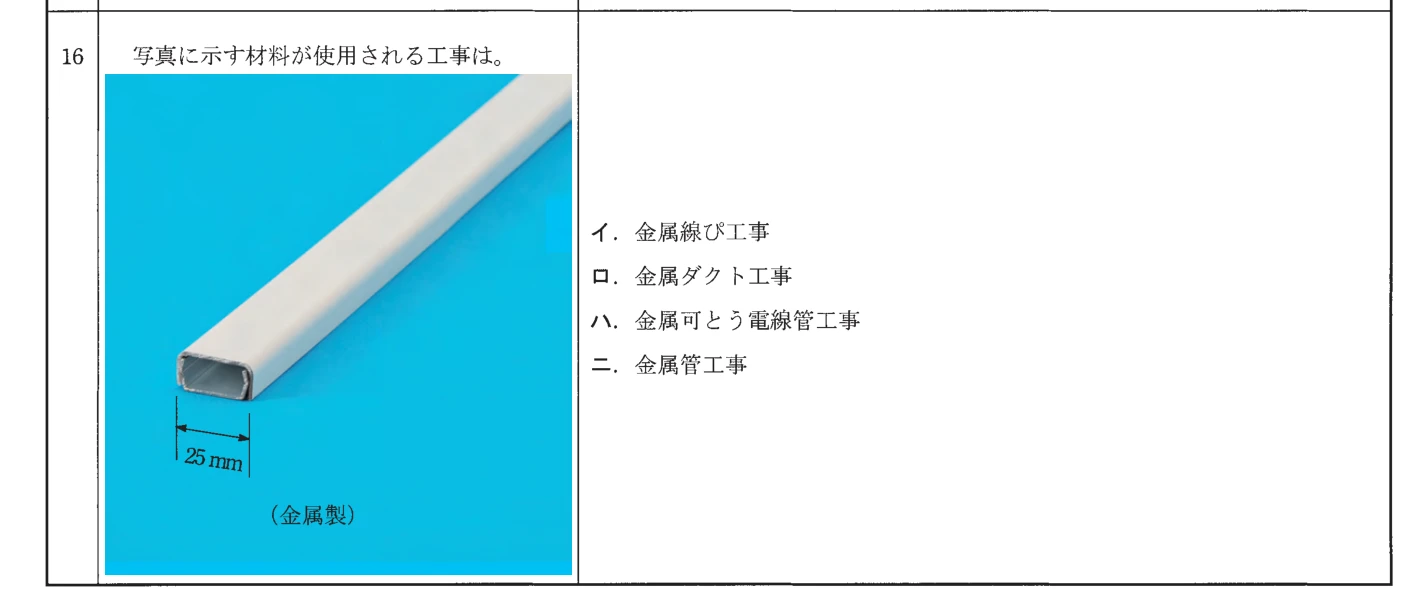 16
写真に示す材料が使用される工事は。
25 mm
（金属製）
イ．金属線ぴ工事
ロ．金属ダクト工事
ハ．金属可とう電線管工事
ニ．金属管工事